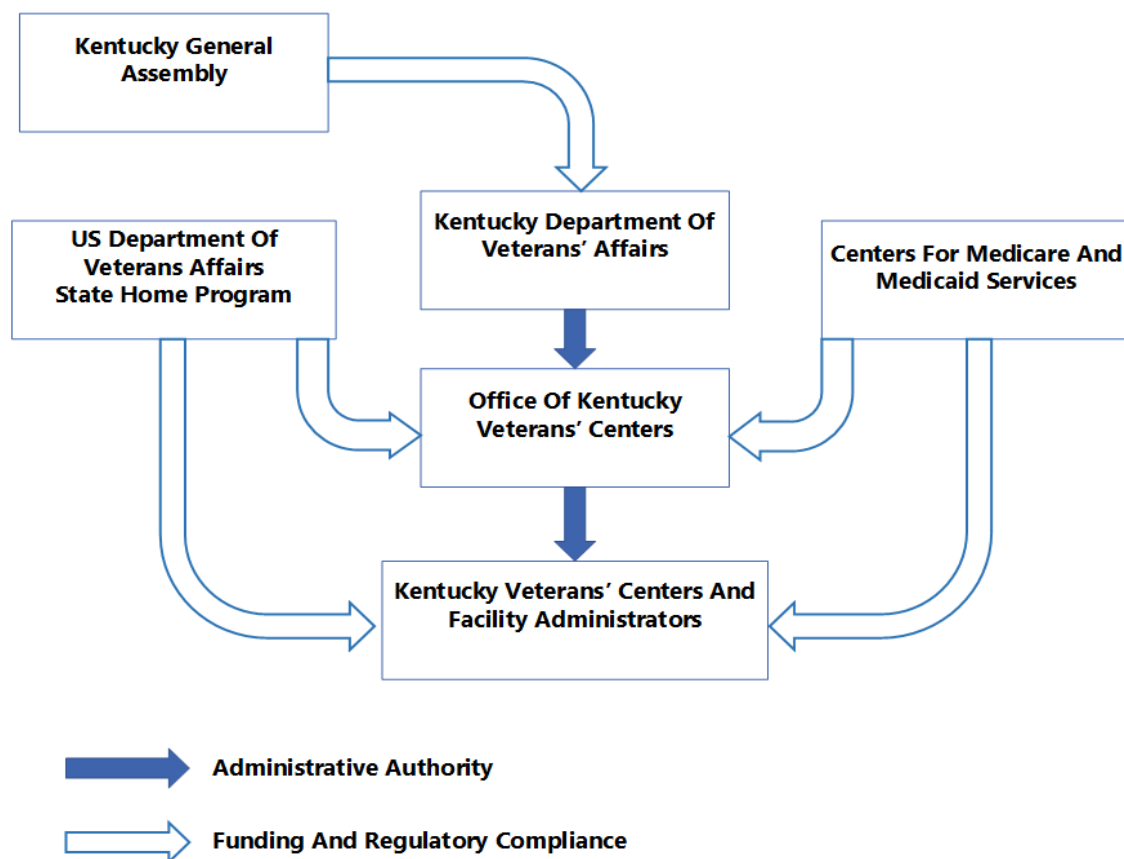 Kentucky General
Assembly
Kentucky Department Of
Veterans’ Affairs
US Department Of
Veterans Affairs
State Home Program
Centers For Medicare And
Medicaid Services
Office Of Kentucky
Veterans’ Centers
Kentucky Veterans’ Centers And
Facility Administrators
Administrative Authority
Funding And Regulatory Compliance